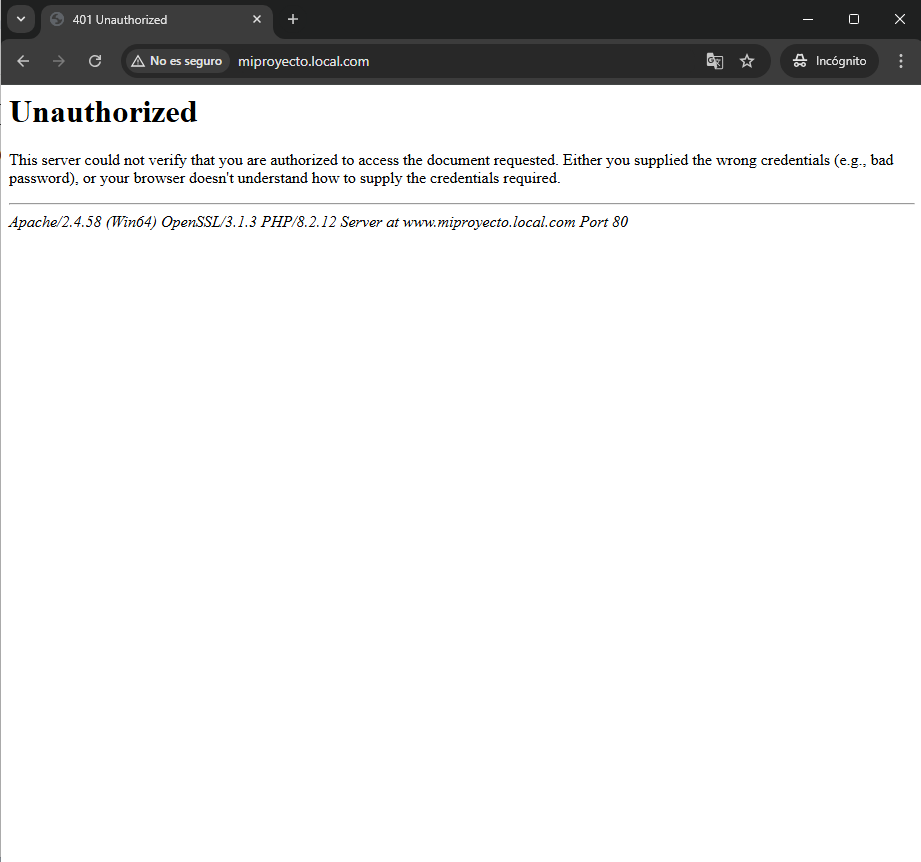 401 Unauthorized
No es seguro
miproyecto.local.com
Incógnito
Unauthorized
This server could not verify that you are authorized to access the document requested. Either you supplied the wrong credentials (e.g., bad
password), or your browser doesn't understand how to supply the credentials required.
Apache/2.4.58 (Win64) OpenSSL/3.1.3 PHP/8.2.12 Server at www.miproyecto.local.com Port 80